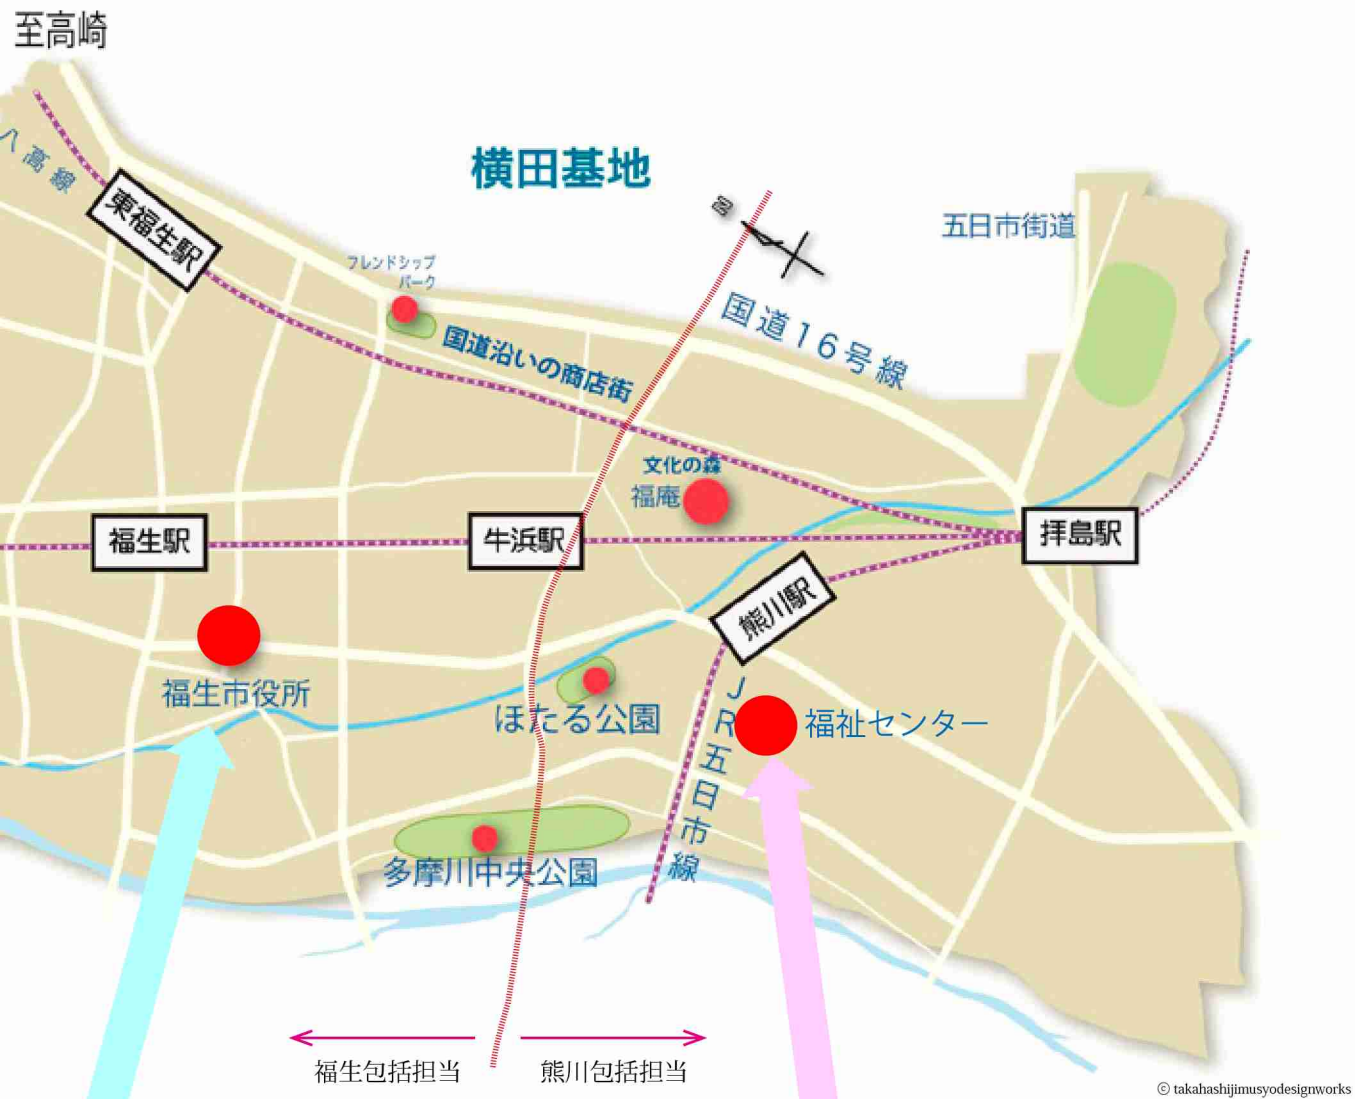 至高崎
八高線
東福生駅
横田基地
N
五日市街道
フレンドシップ
パーク
国道沿いの商店街
国道16号線
文化の森
福庵
福生駅
牛浜駅
拝島駅
熊川駅
福生市役所
ほたる公園
JR五日市線
福祉センター
多摩川中央公園
福生包括担当
熊川包括担当
© takahashijimusyodesignworks